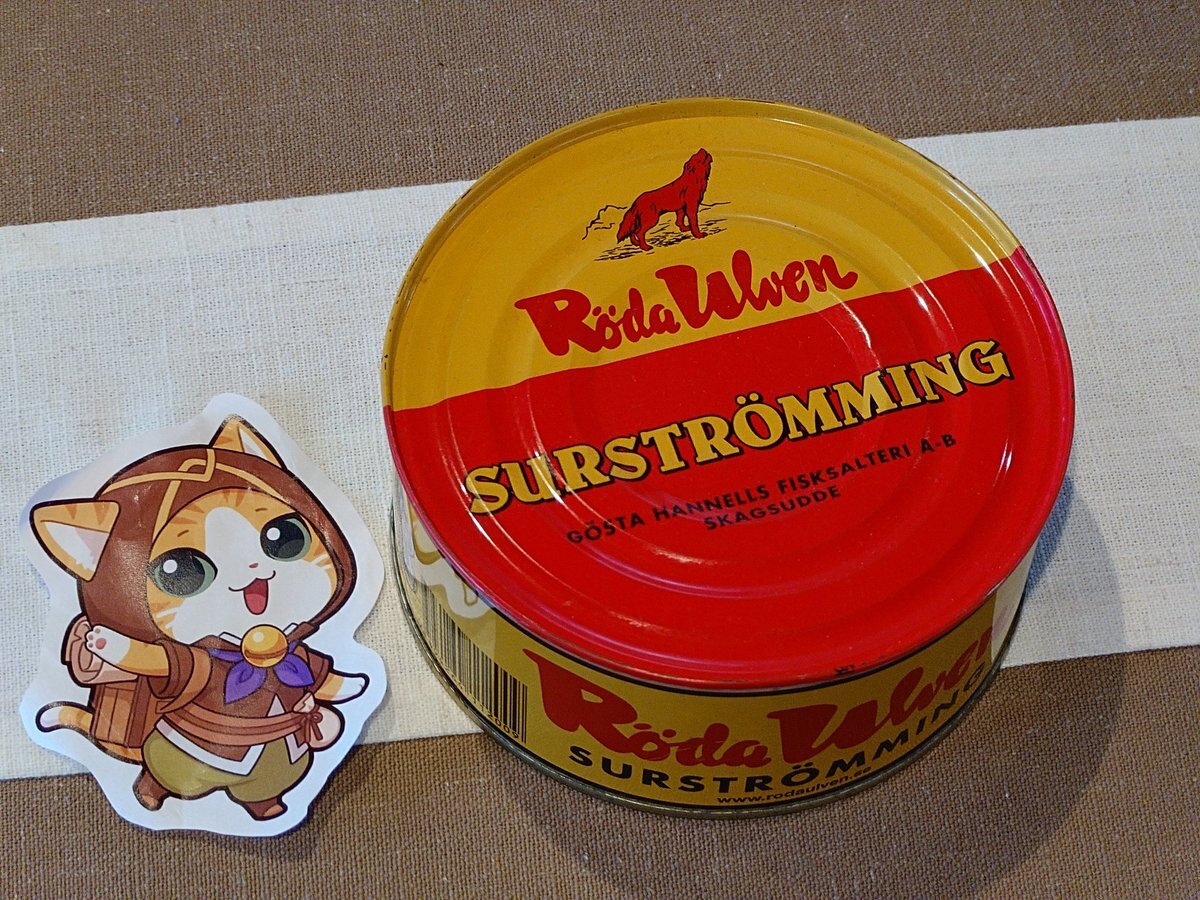 Röda Ulven
SURSTRÖMMING
GÖSTA HANNELLS FISKSALTERI A-B
SKAGSUDDE
Röda Ulven
SURSTRÖMMING
www.rodaulven.se